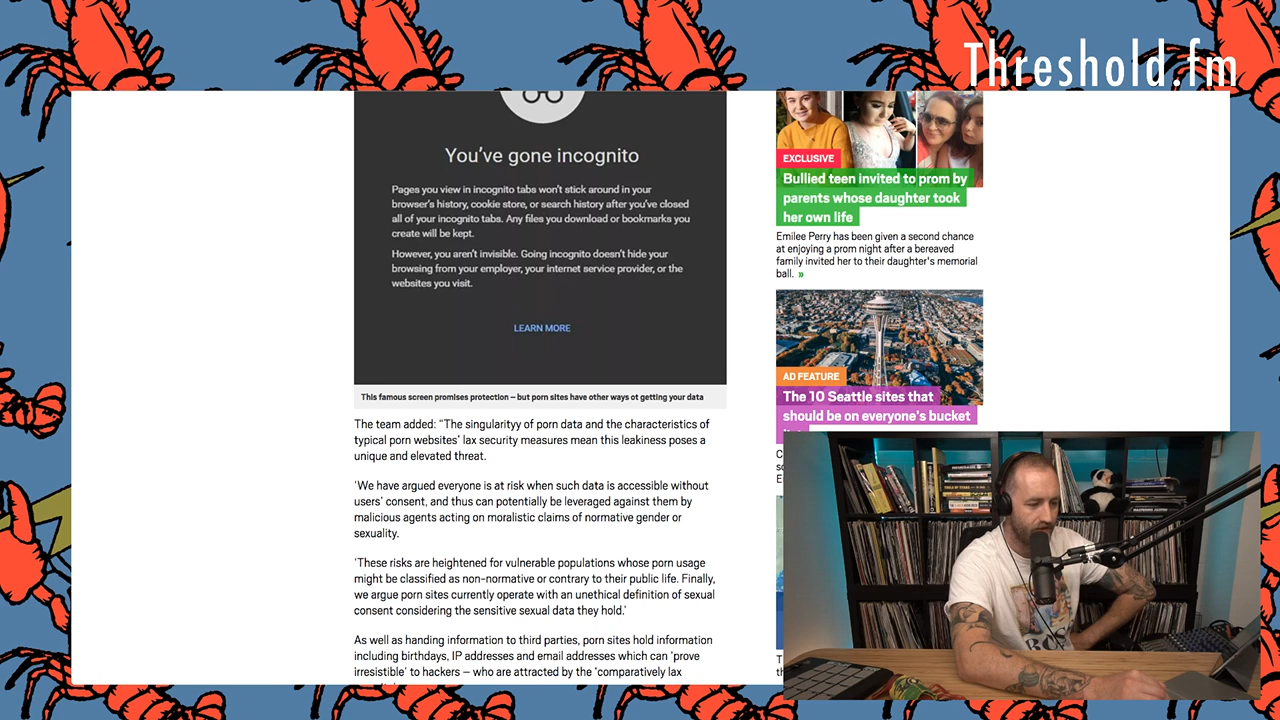 Threshold.fm
You've gone incognito
Pages you view in incognito tabs won't stick around in your
browser's history, cookie store, or search history after you've closed
all of your incognito tabs. Any files you download or bookmarks you
create will be kept.
However, you aren't invisible. Going incognito doesn't hide your
browsing from your employer, your internet service provider, or the
websites you visit.
LEARN MORE
This famous screen promises protection – but porn sites have other ways ot getting your data
The team added: “The singularityy of porn data and the characteristics of
typical porn websites’ lax security measures mean this leakiness poses a
unique and elevated threat.
‘We have argued everyone is at risk when such data is accessible without
users’ consent, and thus can potentially be leveraged against them by
malicious agents acting on moralistic claims of normative gender or
sexuality.
‘These risks are heightened for vulnerable populations whose porn usage
might be classified as non-normative or contrary to their public life. Finally,
we argue porn sites currently operate with an unethical definition of sexual
consent considering the sensitive sexual data they hold.’
As well as handing information to third parties, porn sites hold information
including birthdays, IP addresses and email addresses which can ‘prove
irresistible’ to hackers – who are attracted by the ‘comparatively lax
EXCLUSIVE
Bullied teen invited to prom by
parents whose daughter took
her own life
Emilee Perry has been given a second chance
at enjoying a prom night after a bereaved
family invited her to their daughter's memorial
ball. »
AD FEATURE
The 10 Seattle sites that
should be on everyone's bucket